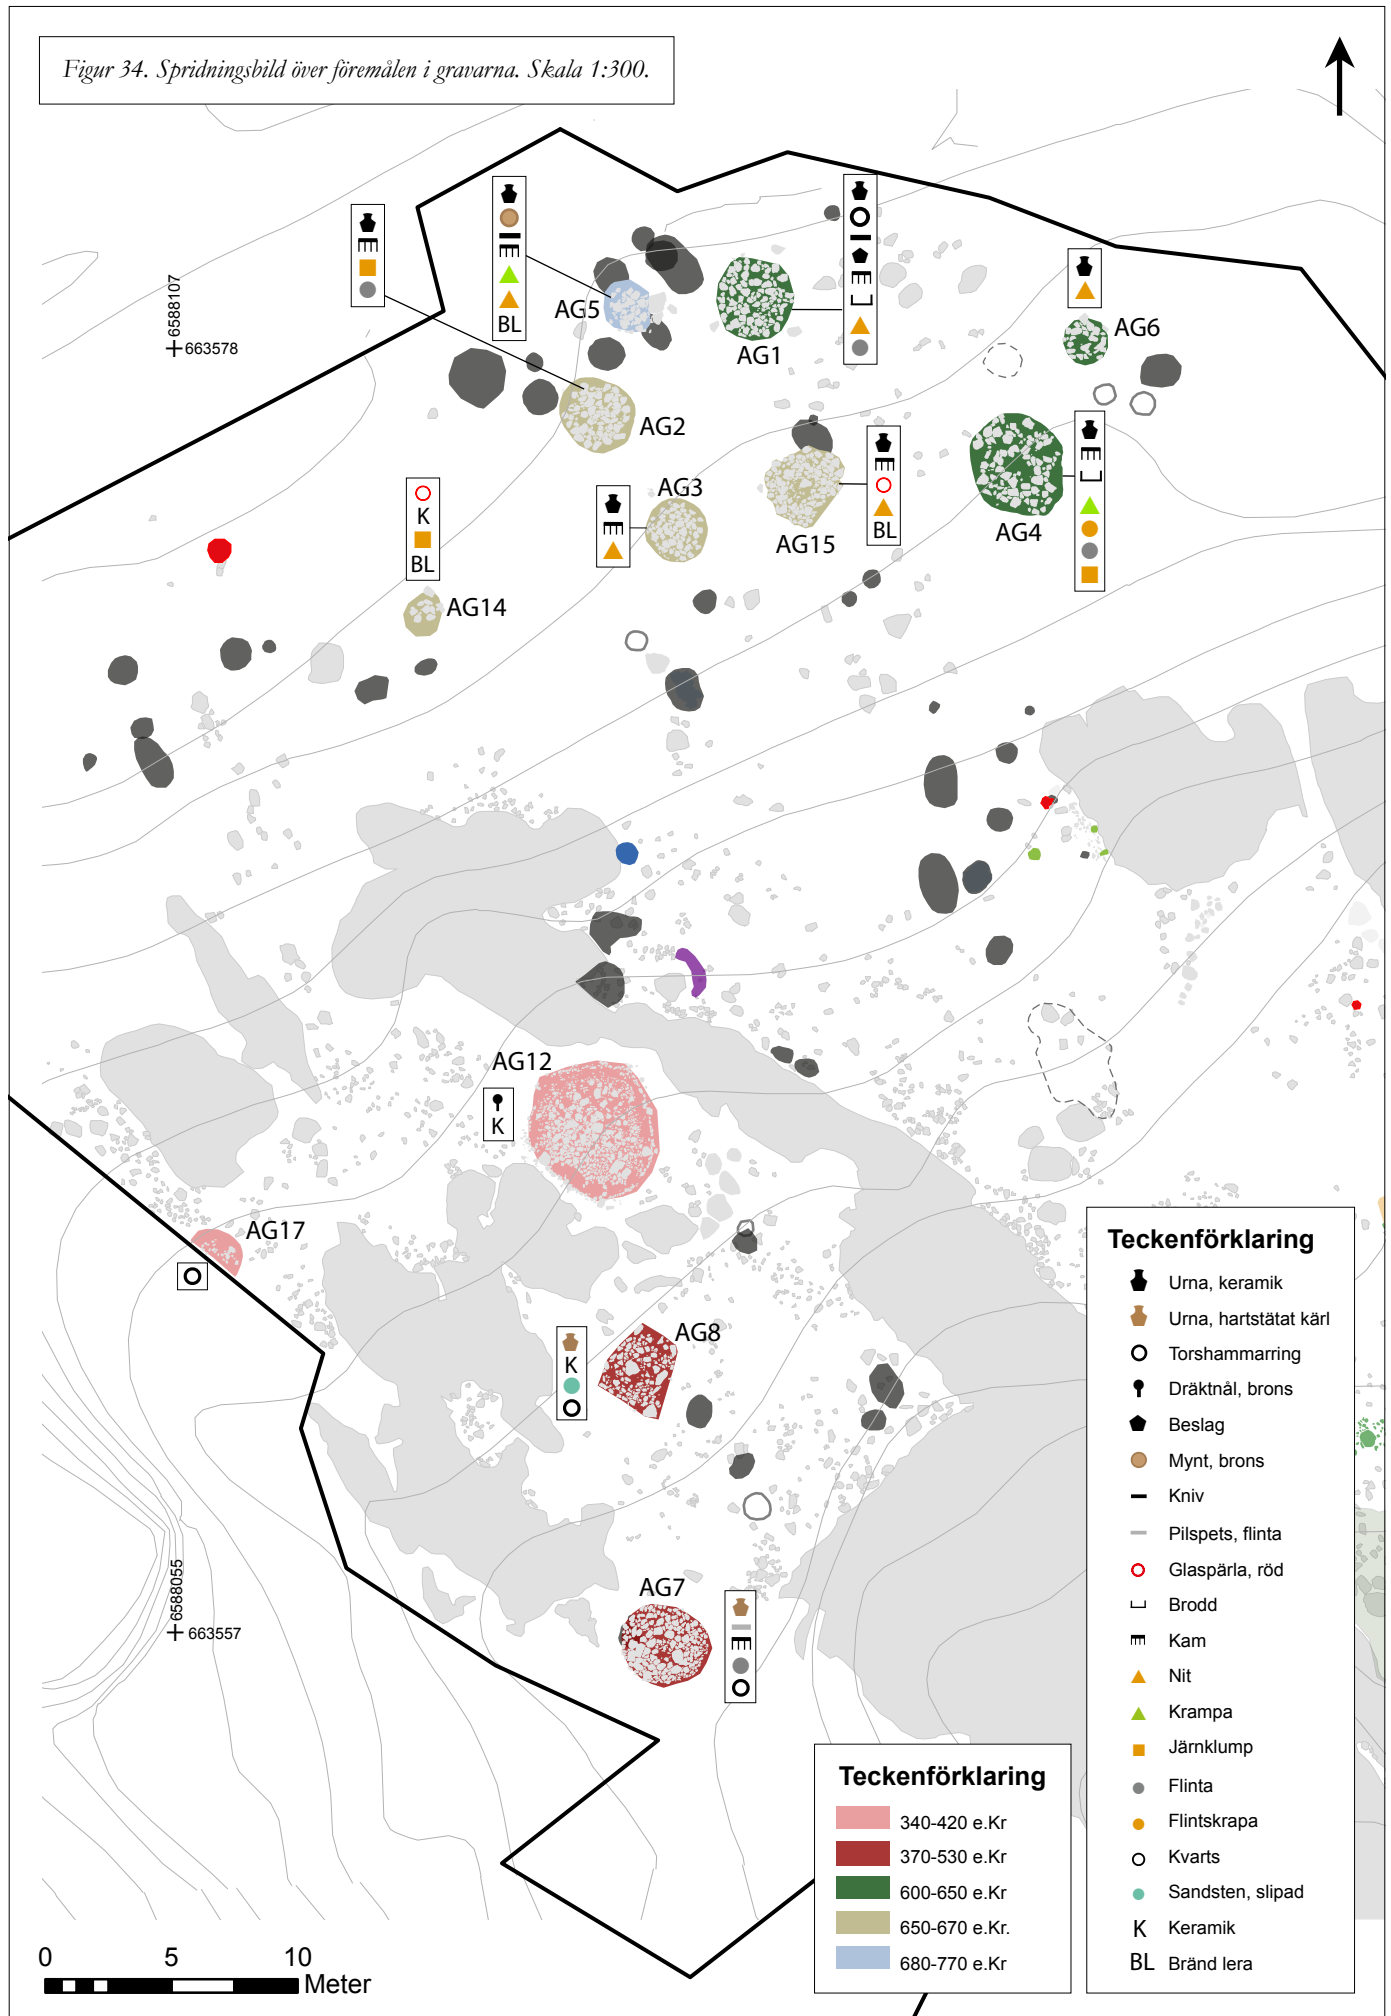 Figur 34. Spridningsbild över föremålen i gravarna. Skala 1:300.
6588107
663578
BL
AG5
AG1
AG6
AG2
AG3
AG15
BL
AG4
K
BL
AG14
AG12
K
AG17
AG8
K
AG7
6588055
663557
Teckenförklaring
Urna, keramik
Urna, hartstätat kärl
Torshammarring
Dräktnål, brons
Beslag
Mynt, brons
Kniv
Pilspets, flinta
Glaspärla, röd
Brodd
Kam
Nit
Krampa
Järnklump
Flinta
Flintskrapa
Kvarts
Sandsten, slipad
K Keramik
BL Bränd lera
Teckenförklaring
340-420 e.Kr
370-530 e.Kr
600-650 e.Kr
650-670 e.Kr.
680-770 e.Kr
0 5 10
Meter